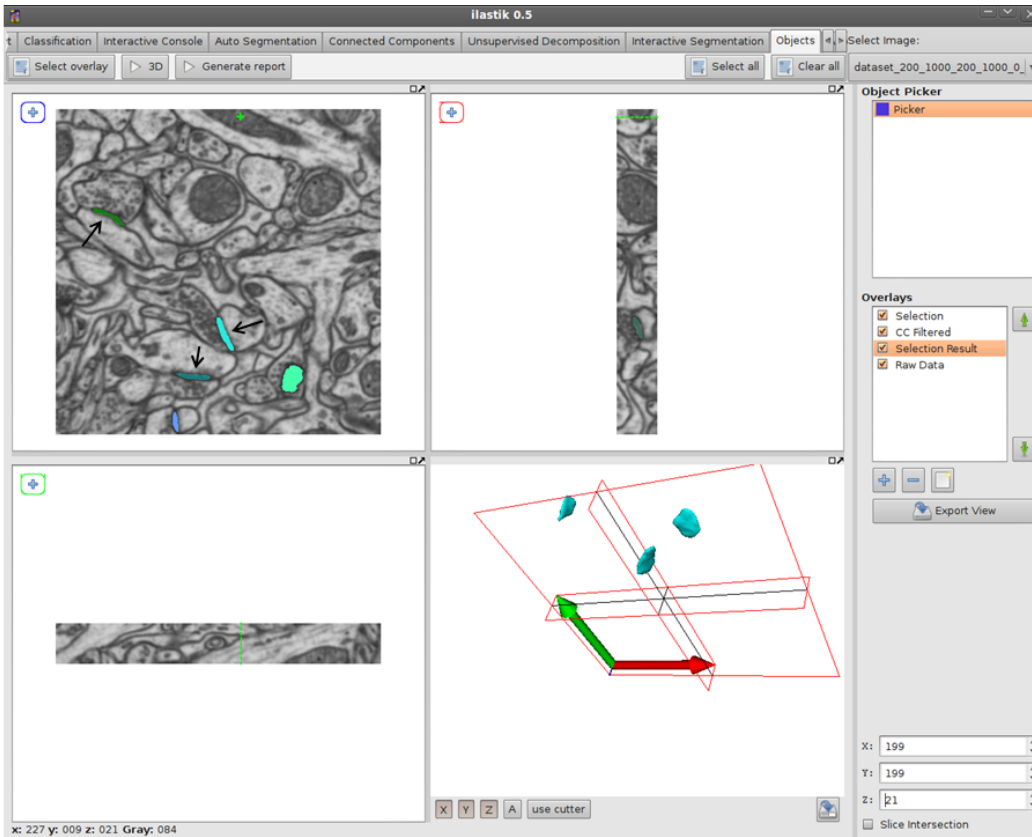 ilastik 0.5
t Classification Interactive Console Auto Segmentation Connected Components Unsupervised Decomposition Interactive Segmentation Objects Select Image:
Select overlay 3D Generate report Select all Clear all dataset_200_1000_200_1000_0_
Object Picker
Picker
Overlays
Selection
CC Filtered
Selection Result
Raw Data
Export View
X: 199
Y: 199
Z: 21
X Y Z A use cutter
Slice Intersection
x: 227 y: 009 z: 021 Gray: 084